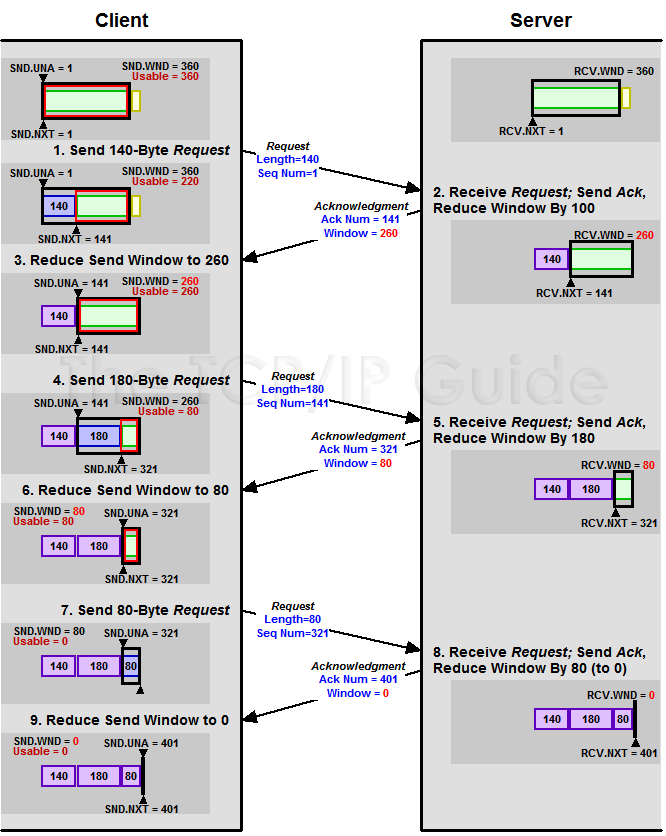 Client
Server
SND.UNA = 1
SND.WND = 360
Usable = 360
SND.NXT = 1
RCV.WND = 360
RCV.NXT = 1
1. Send 140-Byte Request
Request
Length=140
Seq Num=1
SND.UNA = 1
SND.WND = 360
Usable = 220
140
SND.NXT = 141
2. Receive Request; Send Ack,
Reduce Window By 100
Acknowledgment
Ack Num = 141
Window = 260
RCV.WND = 260
140
RCV.NXT = 141
3. Reduce Send Window to 260
SND.UNA = 141
SND.WND = 260
Usable = 260
140
SND.NXT = 141
The TCP/IP Guide
4. Send 180-Byte Request
Request
Length=180
Seq Num=141
SND.UNA = 141
SND.WND = 260
Usable = 80
140
180
SND.NXT = 321
5. Receive Request; Send Ack,
Reduce Window By 180
Acknowledgment
Ack Num = 321
Window = 80
RCV.WND = 80
140
180
RCV.NXT = 321
6. Reduce Send Window to 80
SND.WND = 80
Usable = 80
SND.UNA = 321
140
180
SND.NXT = 321
7. Send 80-Byte Request
Request
Length=80
Seq Num=321
SND.WND = 80
Usable = 0
SND.UNA = 321
140
180
80
8. Receive Request; Send Ack,
Reduce Window By 80 (to 0)
Acknowledgment
Ack Num = 401
Window = 0
RCV.WND = 0
140
180
80
RCV.NXT = 401
9. Reduce Send Window to 0
SND.WND = 0
Usable = 0
SND.UNA = 401
140
180
80
SND.NXT = 401